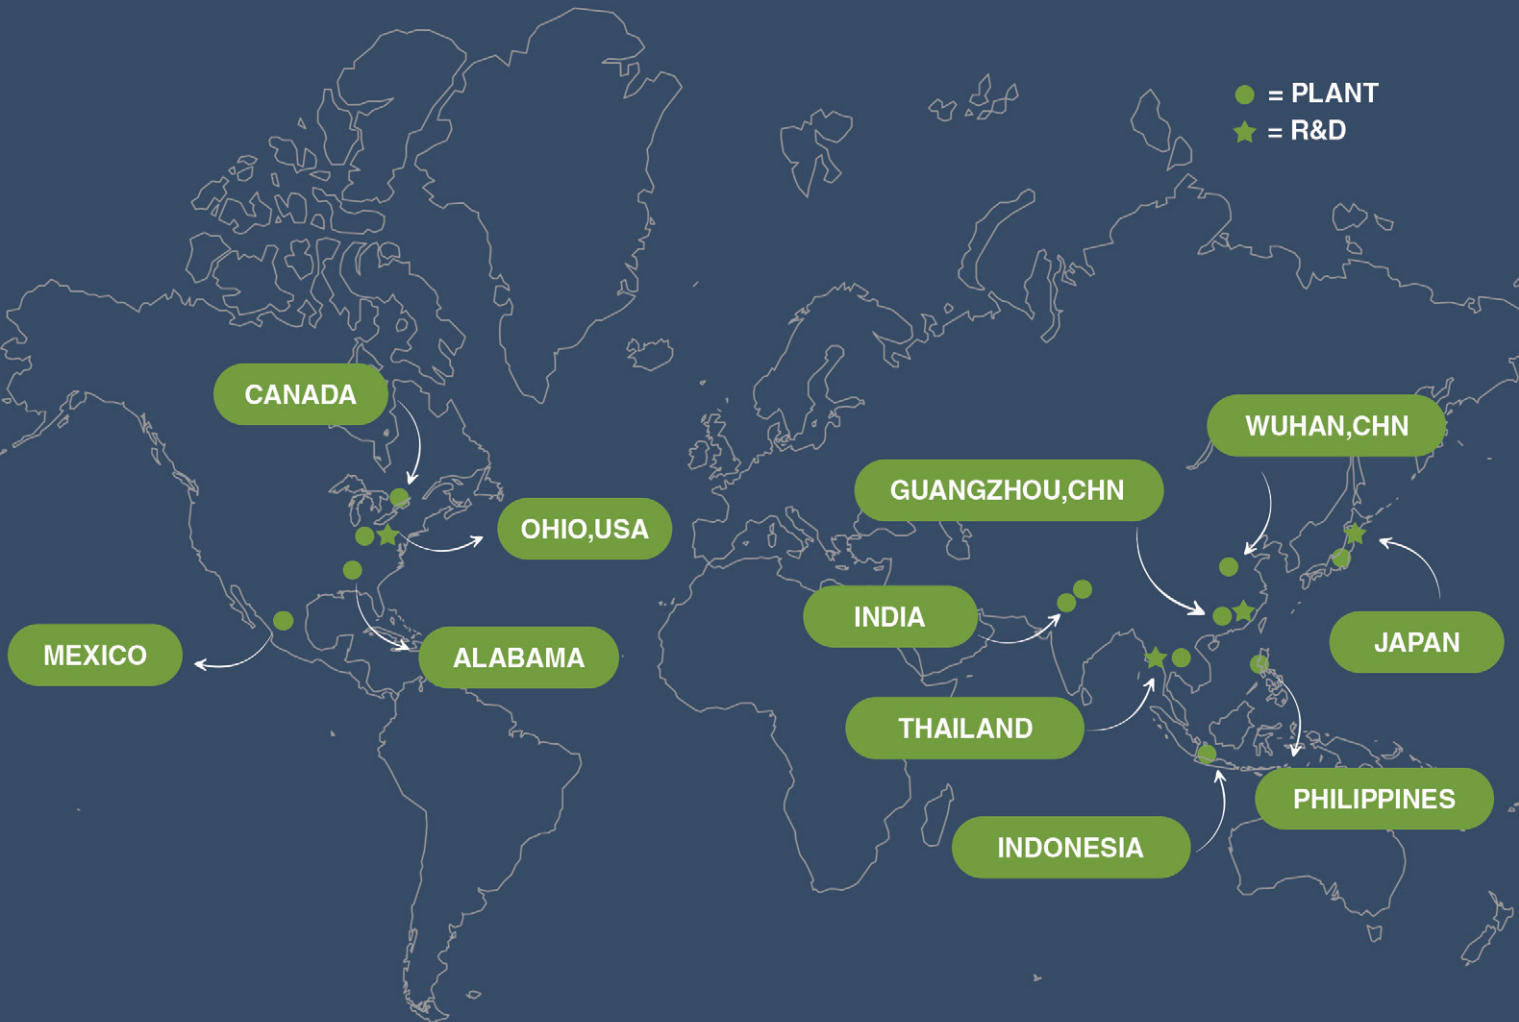 = PLANT
= R&D
CANADA
WUHAN,CHN
GUANGZHOU,CHN
OHIO,USA
INDIA
JAPAN
MEXICO
ALABAMA
THAILAND
PHILIPPINES
INDONESIA